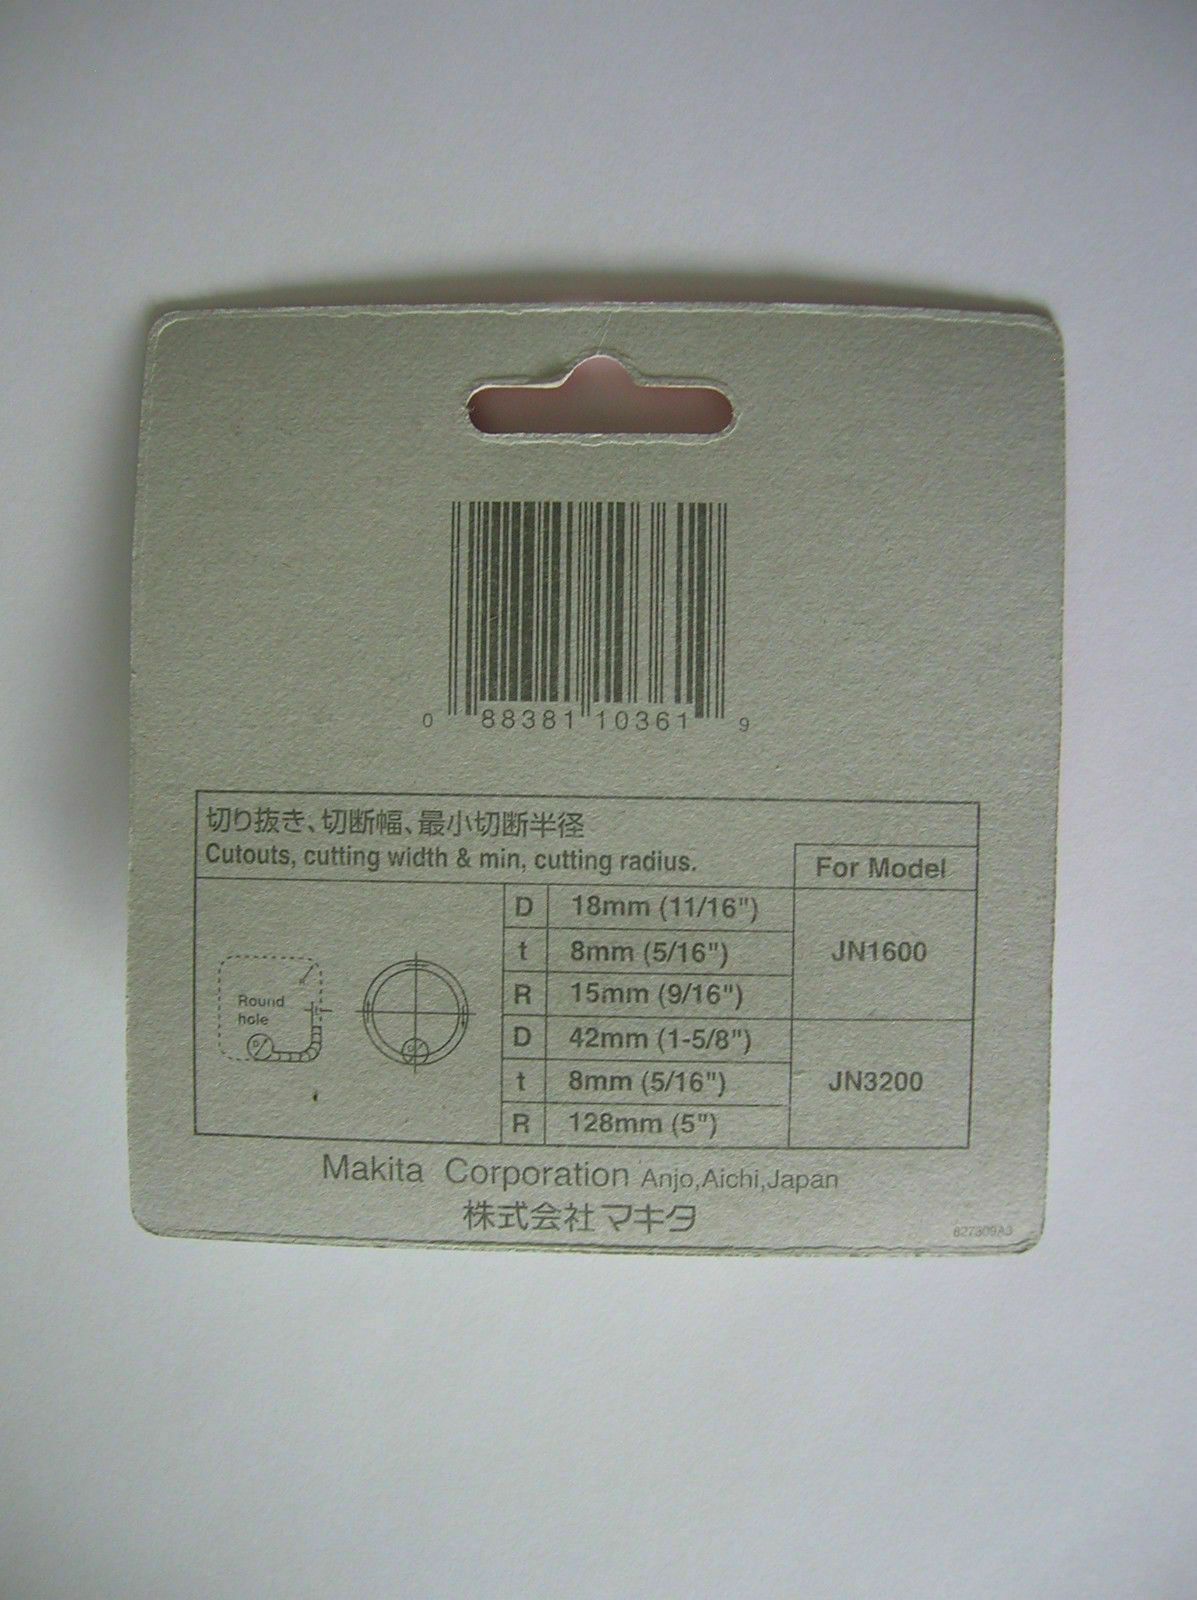 0 88381 10361 9
切り抜き、切断幅、最小切断半径
Cutouts, cutting width & min, cutting radius.
For Model
D 18mm (11/16")
t 8mm (5/16") JN1600
R 15mm (9/16")
Round
hole
D 42mm (1-5/8")
t 8mm (5/16") JN3200
R 128mm (5")
Makita Corporation Anjo,Aichi,Japan
株式会社マキタ
827309A3